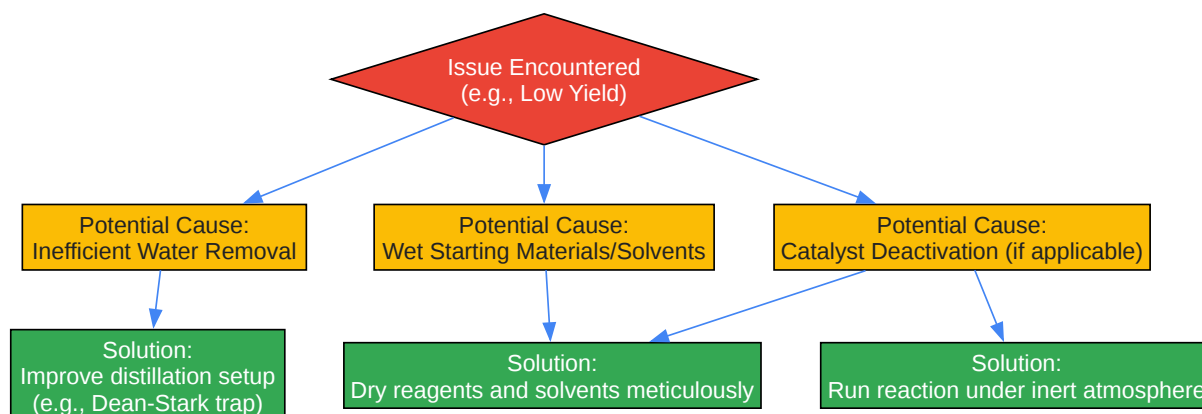 Issue Encountered
(e.g., Low Yield)
Potential Cause:
Inefficient Water Removal
Potential Cause:
Wet Starting Materials/Solvents
Potential Cause:
Catalyst Deactivation (if applicable)
Solution:
Improve distillation setup
(e.g., Dean-Stark trap)
Solution:
Dry reagents and solvents meticulously
Solution:
Run reaction under inert atmosphere